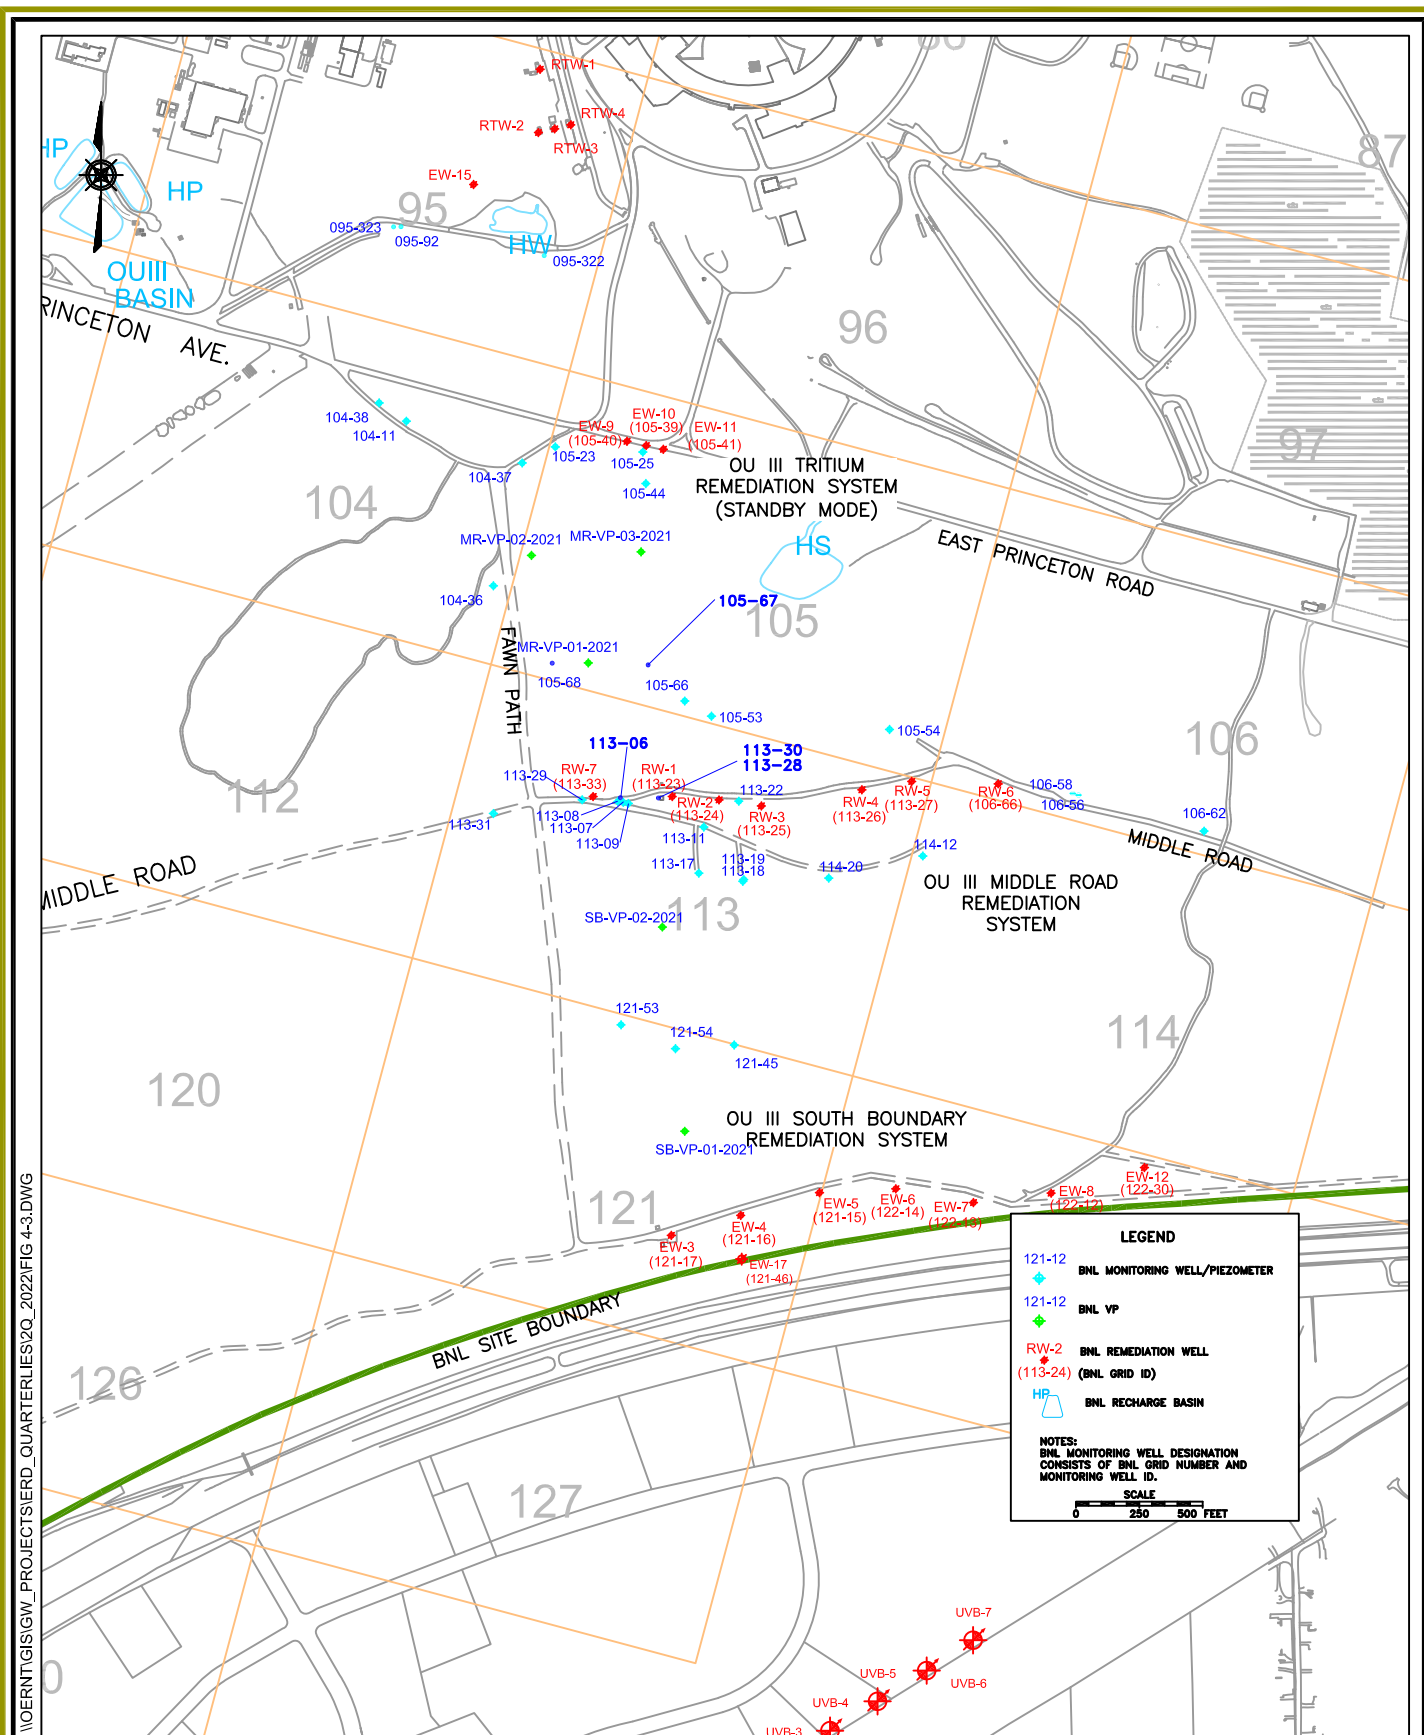 86
RTW-1
RTW-4
RTW-2
RTW-3
87
HP
HP
EW-15
95
095-323
095-92
HW
095-322
OUIII
BASIN
RINCETON AVE.
96
104-38
104-11
EW-10
(105-39)
EW-9
(105-40)
EW-11
(105-41)
97
105-23
105-25
104-37
105-44
OU III TRITIUM
REMEDIATION SYSTEM
(STANDBY MODE)
104
MR-VP-02-2021
MR-VP-03-2021
HS
EAST PRINCETON ROAD
104-36
105-67
105
FAWN PATH
MR-VP-01-2021
105-68
105-66
105-53
105-54
106
113-06
113-30
113-28
113-29
RW-7
(113-33)
RW-1
(113-23)
113-22
RW-2
(113-24)
RW-3
(113-25)
RW-4
(113-26)
RW-5
(113-27)
RW-6
(106-66)
106-58
106-56
106-62
112
113-31
113-08
113-07
113-09
113-11
113-17
113-19
113-18
114-20
114-12
MIDDLE ROAD
MIDDLE ROAD
OU III MIDDLE ROAD
REMEDIATION
SYSTEM
SB-VP-02-2021
113
121-53
121-54
121-45
114
120
OU III SOUTH BOUNDARY
REMEDIATION SYSTEM
SB-VP-01-2021
121
EW-12
(122-30)
EW-8
(122-12)
EW-7
(122-13)
EW-6
(122-14)
EW-5
(121-15)
EW-4
(121-16)
EW-3
(121-17)
EW-17
(121-46)
BNL SITE BOUNDARY
126
127
LEGEND
121-12
BNL MONITORING WELL/PIEZOMETER
121-12
BNL VP
RW-2
BNL REMEDIATION WELL
(113-24) (BNL GRID ID)
HP
BNL RECHARGE BASIN
NOTES:
BNL MONITORING WELL DESIGNATION
CONSISTS OF BNL GRID NUMBER AND
MONITORING WELL ID.
SCALE
0 250 500 FEET
UVB-7
UVB-6
UVB-5
UVB-4
UVB-3
0
\\OERNT\GIS\GW_PROJECTS\ERD_QUARTERLIES\2Q_2022\FIG 4-3.DWG